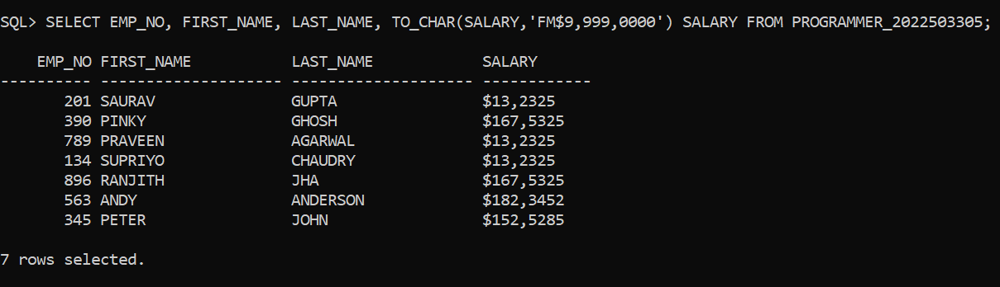 SQL> SELECT EMP_NO, FIRST_NAME, LAST_NAME, TO_CHAR(SALARY,'FM$9,999,0000') SALARY FROM PROGRAMMER_2022503305;
    EMP_NO FIRST_NAME           LAST_NAME            SALARY
---------- -------------------- -------------------- ------------
       201 SAURAV               GUPTA                $13,2325
       390 PINKY                GHOSH                $167,5325
       789 PRAVEEN              AGARWAL              $13,2325
       134 SUPRIYO              CHAUDRY              $13,2325
       896 RANJITH              JHA                  $167,5325
       563 ANDY                 ANDERSON             $182,3452
       345 PETER                JOHN                 $152,5285
7 rows selected.